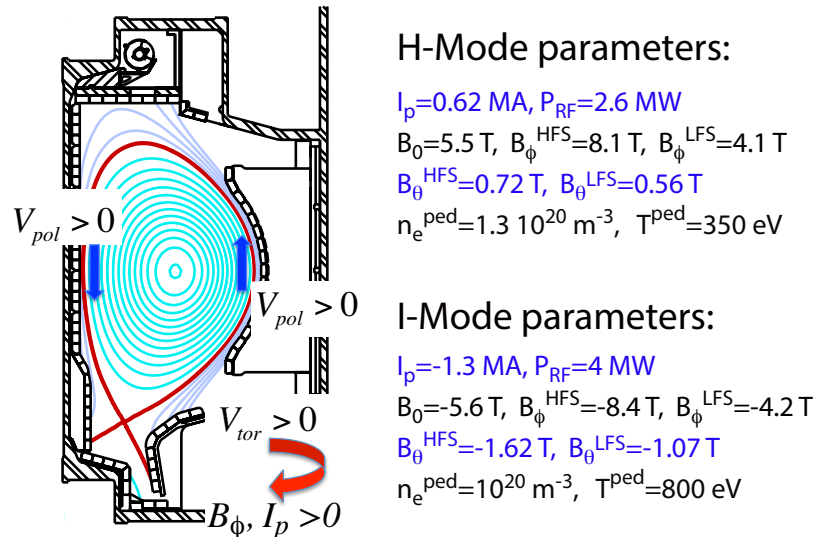 V_pol > 0
V_pol > 0
V_tor > 0
B_ϕ, I_p >0
H-Mode parameters:
I_p=0.62 MA, P_RF=2.6 MW
B_0=5.5 T, B_ϕ^HFS=8.1 T, B_ϕ^LFS=4.1 T
B_θ^HFS=0.72 T, B_θ^LFS=0.56 T
n_e^ped=1.3 10^20 m^-3, T^ped=350 eV
I-Mode parameters:
I_p=-1.3 MA, P_RF=4 MW
B_0=-5.6 T, B_ϕ^HFS=-8.4 T, B_ϕ^LFS=-4.2 T
B_θ^HFS=-1.62 T, B_θ^LFS=-1.07 T
n_e^ped=10^20 m^-3, T^ped=800 eV